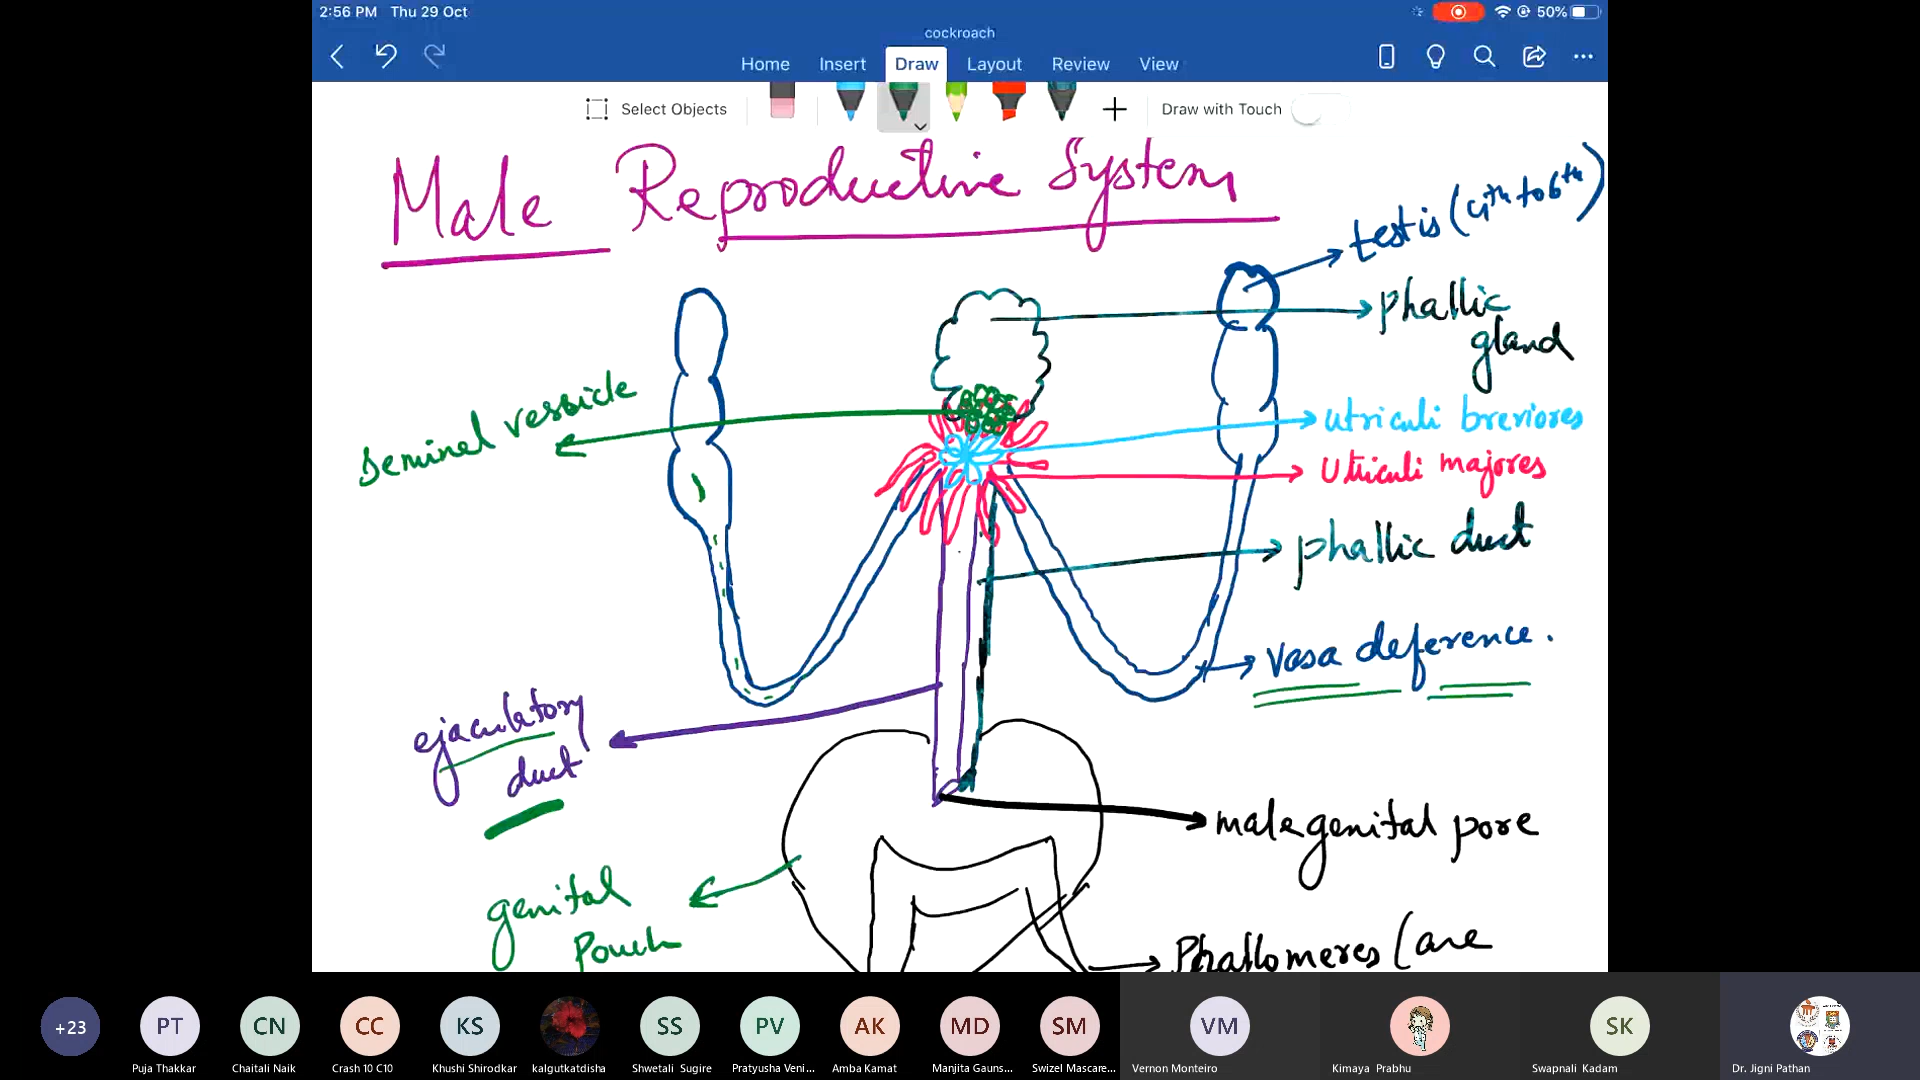 2:56 PM Thu 29 Oct
50%
cockroach
Home Insert Draw Layout Review View
Select Objects
Draw with Touch
Male Reproductive System
testis (4th to 6th)
phallic
gland
Seminal vessicle
utriculi breviores
Utriculi majores
phallic duct
vasa deference.
ejaculatory
duct
male genital pore
genital
Pouch
Phallomeres (are
+23
PT
CN
CC
KS
SS
PV
AK
MD
SM
VM
SK
Puja Thakkar
Chaitali Naik
Crash 10 C10
Khushi Shirodkar
kalgutkatdisha
Shwetali Sugire
Pratyusha Veni...
Amba Kamat
Manjita Gauns...
Swizel Mascare...
Vernon Monteiro
Kimaya Prabhu
Swapnali Kadam
Dr. Jigni Pathan